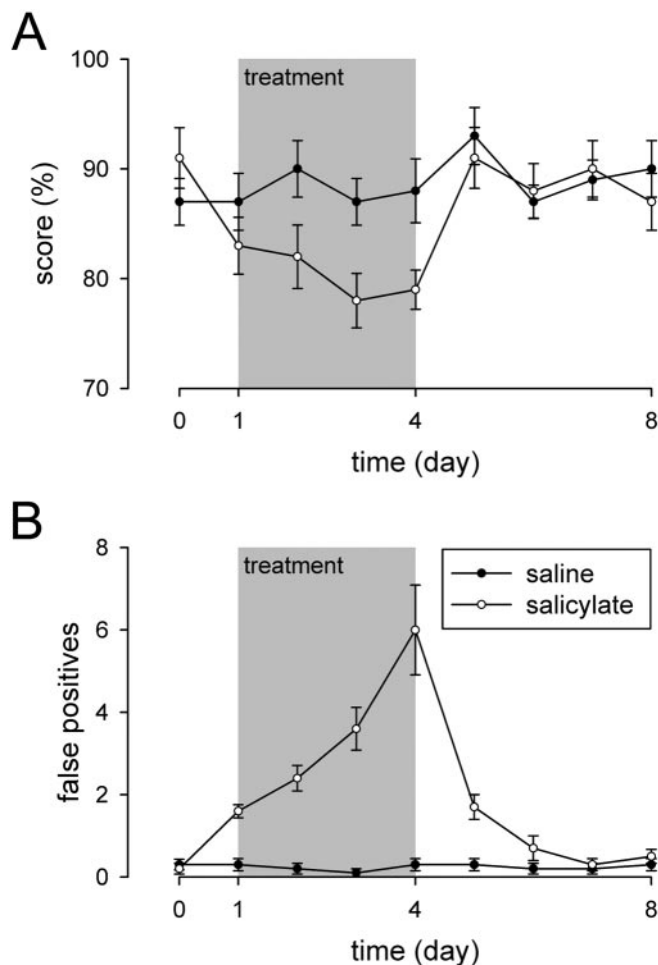 A
100
treatment
90
score (%)
80
70
0 1 4 8
time (day)
B
8
treatment
saline
salicylate
6
false positives
4
2
0
0 1 4 8
time (day)